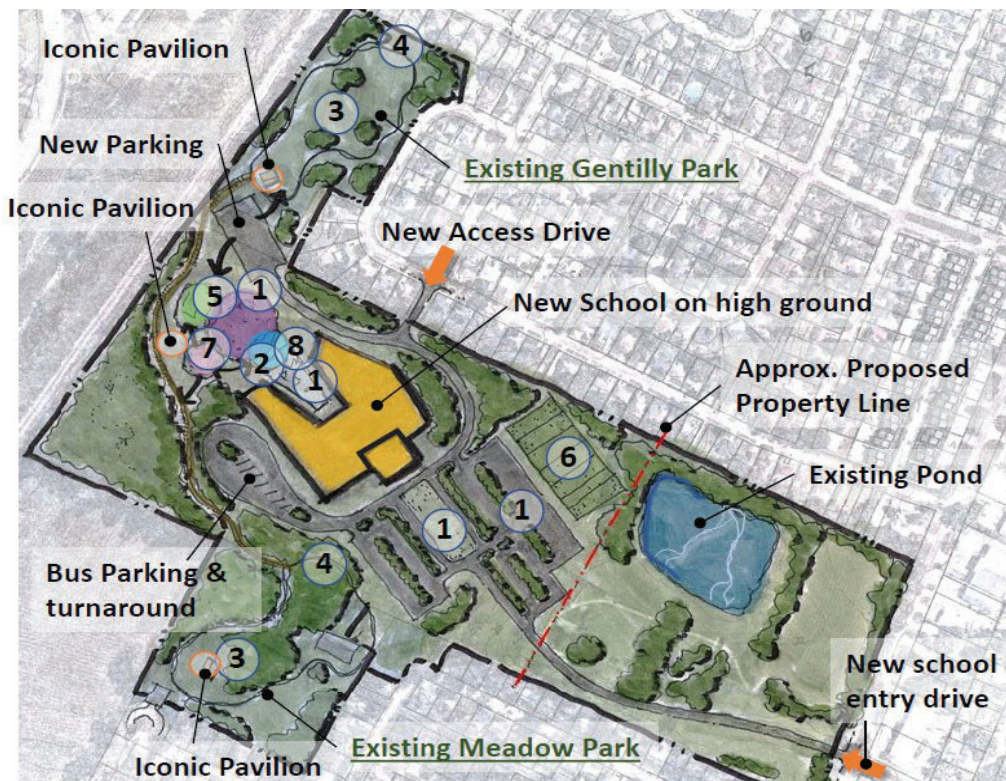 Iconic Pavilion
4
3
New Parking
Existing Gentilly Park
Iconic Pavilion
New Access Drive
5
1
New School on high ground
7
8
2
1
Approx. Proposed
Property Line
6
Existing Pond
1
1
Bus Parking &
turnaround
4
3
New school
entry drive
Existing Meadow Park
Iconic Pavilion